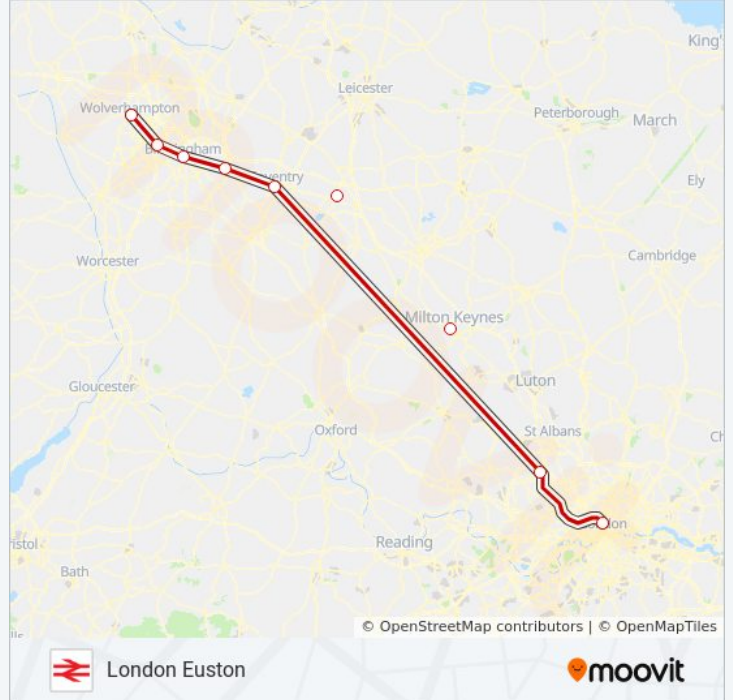 King'
Leicester
Wolverhampton
Peterborough
March
Ely
Worcester
Cambridge
Milton Keynes
Gloucester
Luton
Oxford
St Albans
Reading
Bath
© OpenStreetMap contributors | © OpenMapTiles
London Euston
moovit